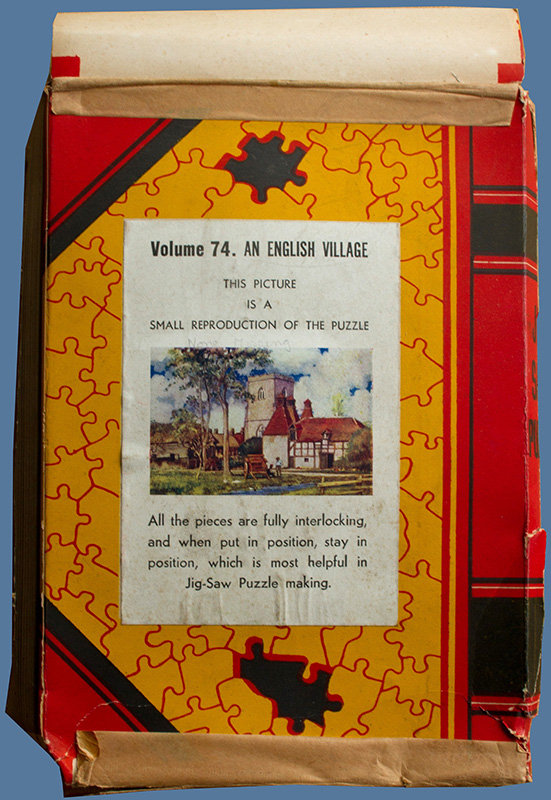 Volume 74. AN ENGLISH VILLAGE
THIS PICTURE
IS A
SMALL REPRODUCTION OF THE PUZZLE
All the pieces are fully interlocking,
and when put in position, stay in
position, which is most helpful in
Jig-Saw Puzzle making.